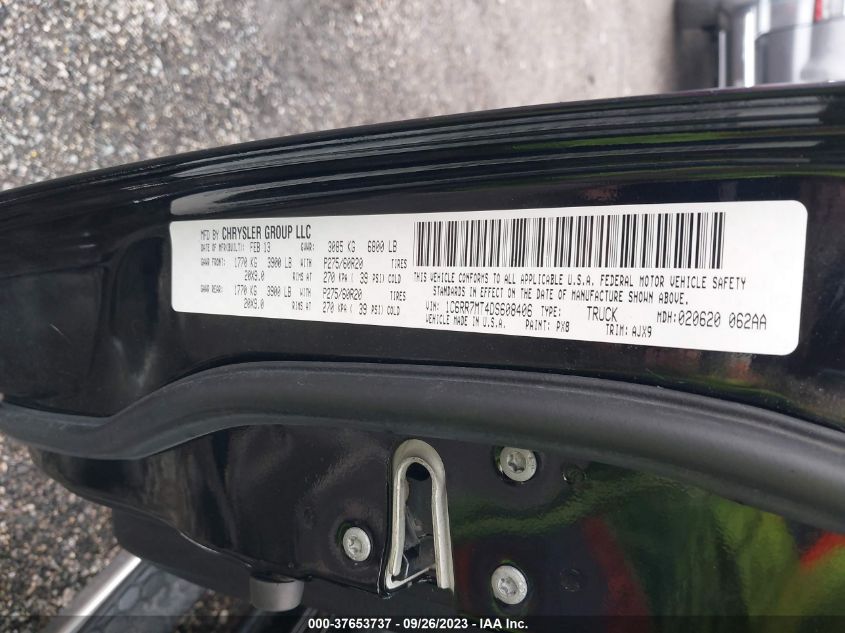 MFD BY CHRYSLER GROUP LLC
DATE OF MFR(BUILT): FEB 13 GVWR: 3085 KG 6800 LB
GAWR FRONT: 1770 KG 3900 LB WITH P275/60R20 TIRES
20X9.0 RIMS AT 270 KPA ( 39 PSI) COLD
GAWR REAR: 1770 KG 3900 LB WITH P275/60R20 TIRES
20X9.0 RIMS AT 270 KPA ( 39 PSI) COLD
THIS VEHICLE CONFORMS TO ALL APPLICABLE U.S.A. FEDERAL MOTOR VEHICLE SAFETY
STANDARDS IN EFFECT ON THE DATE OF MANUFACTURE SHOWN ABOVE.
VIN: 1C6RR7MT4DS608406 TYPE: TRUCK MDH: 020620 062AA
VEHICLE MADE IN U.S.A. PAINT: PX8 TRIM: AJX9
000-37653737 - 09/26/2023 - IAAI.COM